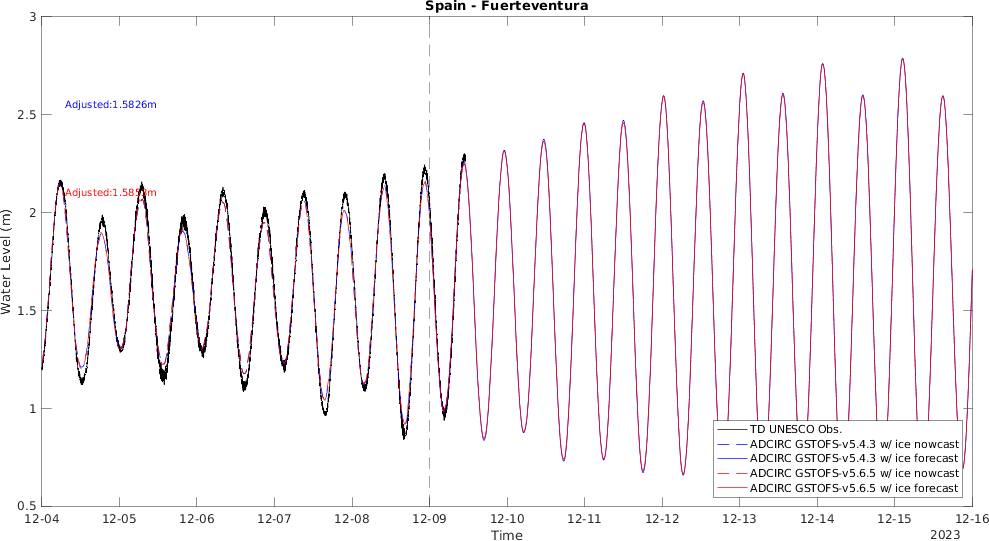 Spain - Fuerteventura
3
Adjusted:1.5826m
2.5
Adjusted:1.58
m
2
Water Level (m)
1.5
1
TD UNESCO Obs.
ADCIRC GSTOFS-v5.4.3 w/ ice nowcast
ADCIRC GSTOFS-v5.4.3 w/ ice forecast
ADCIRC GSTOFS-v5.6.5 w/ ice nowcast
ADCIRC GSTOFS-v5.6.5 w/ ice forecast
0.5
12-04 12-05 12-06 12-07 12-08 12-09 12-10 12-11 12-12 12-13 12-14 12-15 12-16
Time
2023